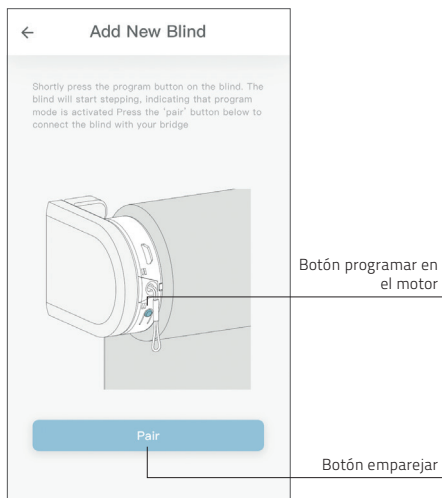 Add New Blind
Shortly press the program button on the blind. The
blind will start stepping, indicating that program
mode is activated Press the 'pair' button below to
connect the blind with your bridge
Botón programar en
el motor
Pair
Botón emparejar